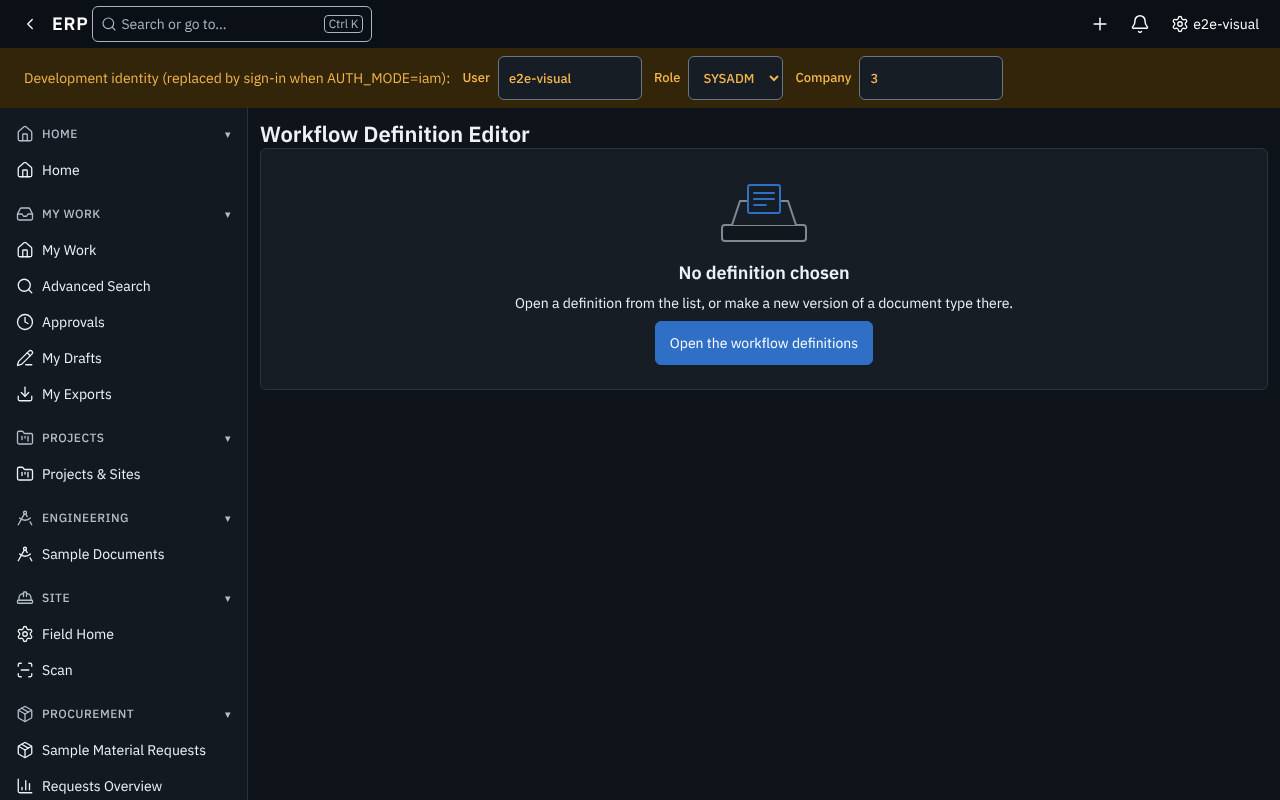 ERP
Search or go to...
Ctrl K
e2e-visual
Development identity (replaced by sign-in when AUTH_MODE=iam):
User
e2e-visual
Role
SYSADM
Company
3
HOME
Home
MY WORK
My Work
Advanced Search
Approvals
My Drafts
My Exports
PROJECTS
Projects & Sites
ENGINEERING
Sample Documents
SITE
Field Home
Scan
PROCUREMENT
Sample Material Requests
Requests Overview
Workflow Definition Editor
No definition chosen
Open a definition from the list, or make a new version of a document type there.
Open the workflow definitions